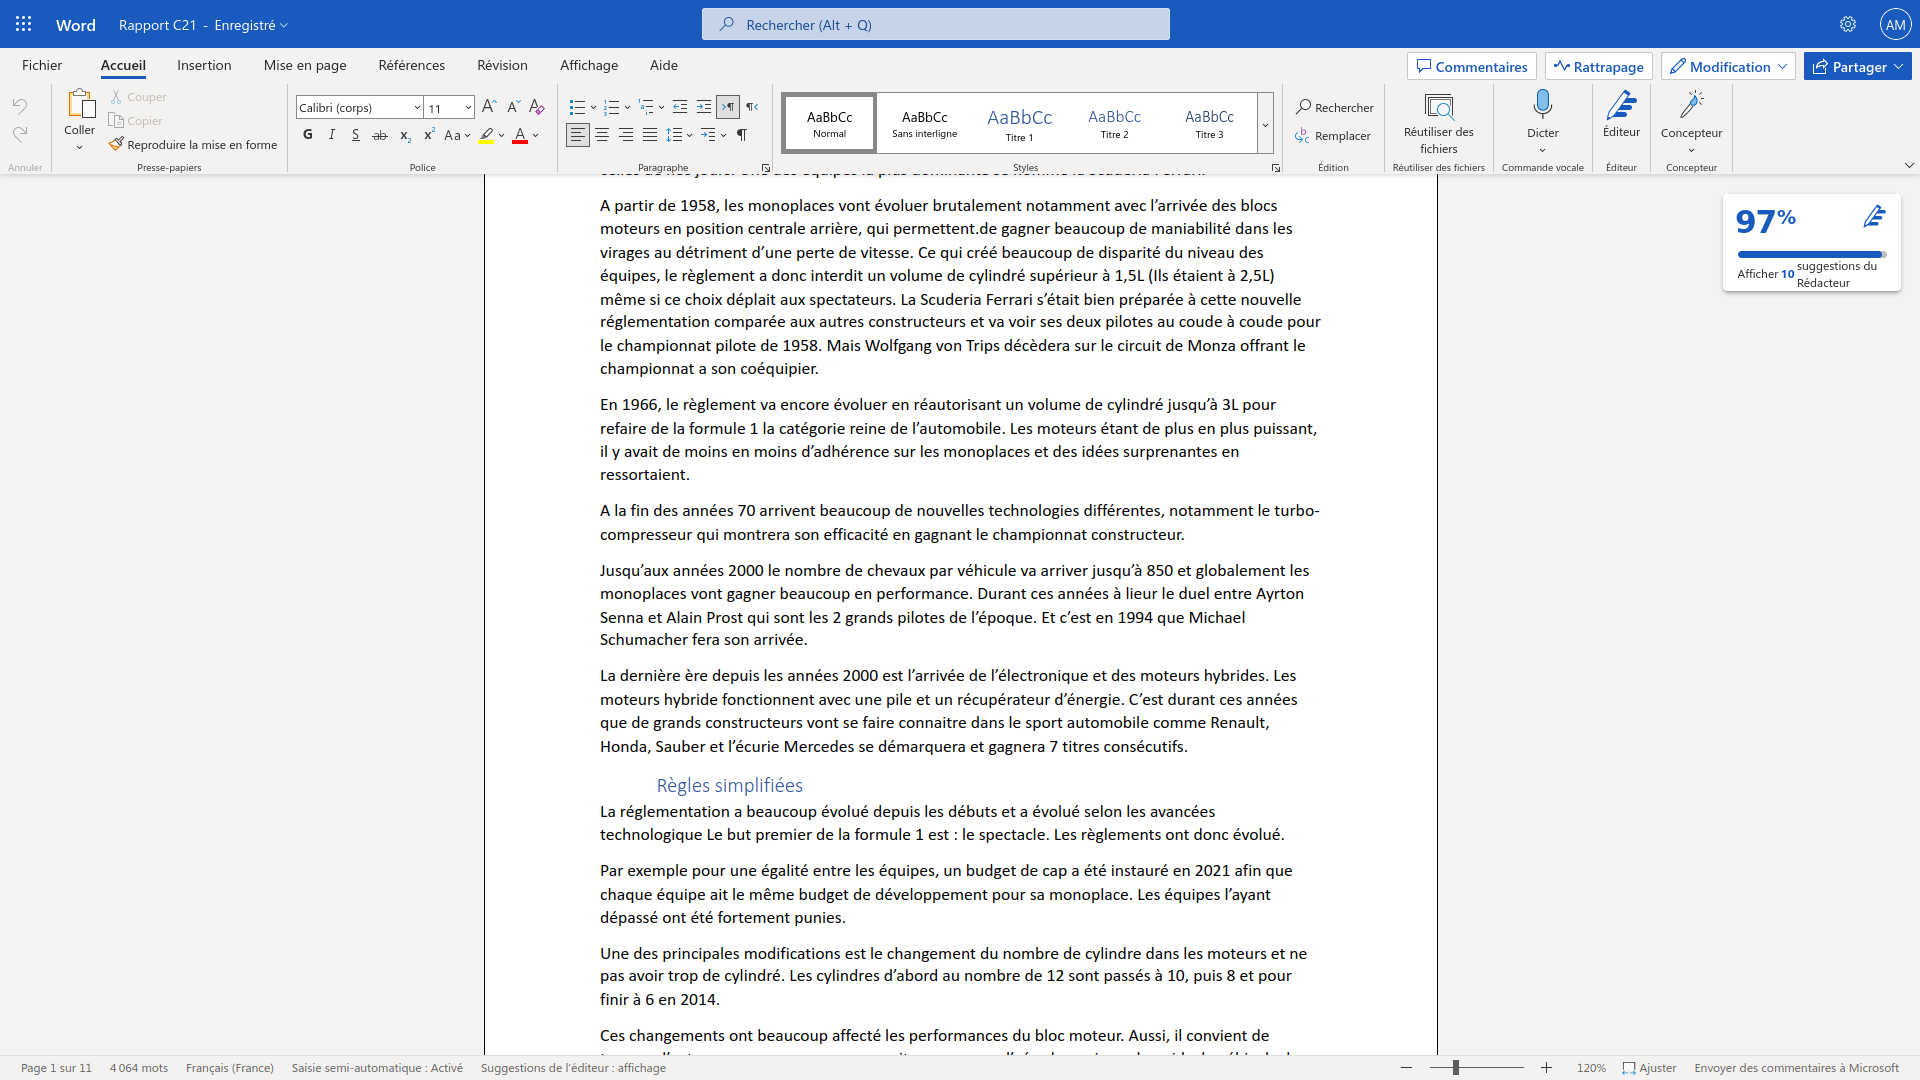 Word Rapport C21 - Enregistré Rechercher (Alt + Q) AM
Fichier Accueil Insertion Mise en page Références Révision Affichage Aide Commentaires Rattrapage Modification Partager
Coller Couper Copier Reproduire la mise en forme
Calibri (corps) 11
G I S ab x₂ x² Aa A
AaBbCc Normal AaBbCc Sans interligne AaBbCc Titre 1 AaBbCc Titre 2 AaBbCc Titre 3
Rechercher
Remplacer
Réutiliser des
fichiers
Dicter Éditeur Concepteur
Annuler Presse-papiers Police Paragraphe Styles Édition Réutiliser des fichiers Commande vocale Éditeur Concepteur
A partir de 1958, les monoplaces vont évoluer brutalement notamment avec l’arrivée des blocs
moteurs en position centrale arrière, qui permettent.de gagner beaucoup de maniabilité dans les
virages au détriment d’une perte de vitesse. Ce qui créé beaucoup de disparité du niveau des
équipes, le règlement a donc interdit un volume de cylindré supérieur à 1,5L (Ils étaient à 2,5L)
même si ce choix déplait aux spectateurs. La Scuderia Ferrari s’était bien préparée à cette nouvelle
réglementation comparée aux autres constructeurs et va voir ses deux pilotes au coude à coude pour
le championnat pilote de 1958. Mais Wolfgang von Trips décèdera sur le circuit de Monza offrant le
championnat a son coéquipier.
En 1966, le règlement va encore évoluer en réautorisant un volume de cylindré jusqu’à 3L pour
refaire de la formule 1 la catégorie reine de l’automobile. Les moteurs étant de plus en plus puissant,
il y avait de moins en moins d’adhérence sur les monoplaces et des idées surprenantes en
ressortaient.
A la fin des années 70 arrivent beaucoup de nouvelles technologies différentes, notamment le turbo-
compresseur qui montrera son efficacité en gagnant le championnat constructeur.
Jusqu’aux années 2000 le nombre de chevaux par véhicule va arriver jusqu’à 850 et globalement les
monoplaces vont gagner beaucoup en performance. Durant ces années à lieur le duel entre Ayrton
Senna et Alain Prost qui sont les 2 grands pilotes de l’époque. Et c’est en 1994 que Michael
Schumacher fera son arrivée.
La dernière ère depuis les années 2000 est l’arrivée de l’électronique et des moteurs hybrides. Les
moteurs hybride fonctionnent avec une pile et un récupérateur d’énergie. C’est durant ces années
que de grands constructeurs vont se faire connaitre dans le sport automobile comme Renault,
Honda, Sauber et l’écurie Mercedes se démarquera et gagnera 7 titres consécutifs.
Règles simplifiées
La réglementation a beaucoup évolué depuis les débuts et a évolué selon les avancées
technologique Le but premier de la formule 1 est : le spectacle. Les règlements ont donc évolué.
Par exemple pour une égalité entre les équipes, un budget de cap a été instauré en 2021 afin que
chaque équipe ait le même budget de développement pour sa monoplace. Les équipes l’ayant
dépassé ont été fortement punies.
Une des principales modifications est le changement du nombre de cylindre dans les moteurs et ne
pas avoir trop de cylindré. Les cylindres d’abord au nombre de 12 sont passés à 10, puis 8 et pour
finir à 6 en 2014.
Ces changements ont beaucoup affecté les performances du bloc moteur. Aussi, il convient de
97%
Afficher 10 suggestions du
Rédacteur
Page 1 sur 11 4 064 mots Français (France) Saisie semi-automatique : Activé Suggestions de l’éditeur : affichage 120% Ajuster Envoyer des commentaires à Microsoft